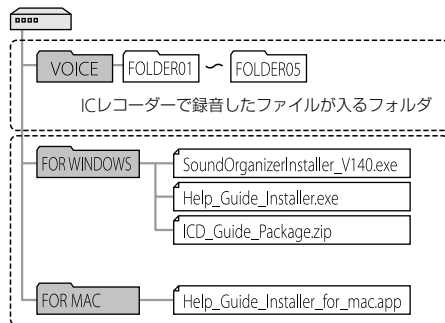 VOICE FOLDER01 〜 FOLDER05
ICレコーダーで録音したファイルが入るフォルダ
FOR WINDOWS SoundOrganizerInstaller_V140.exe
Help_Guide_Installer.exe
ICD_Guide_Package.zip
FOR MAC Help_Guide_Installer_for_mac.app